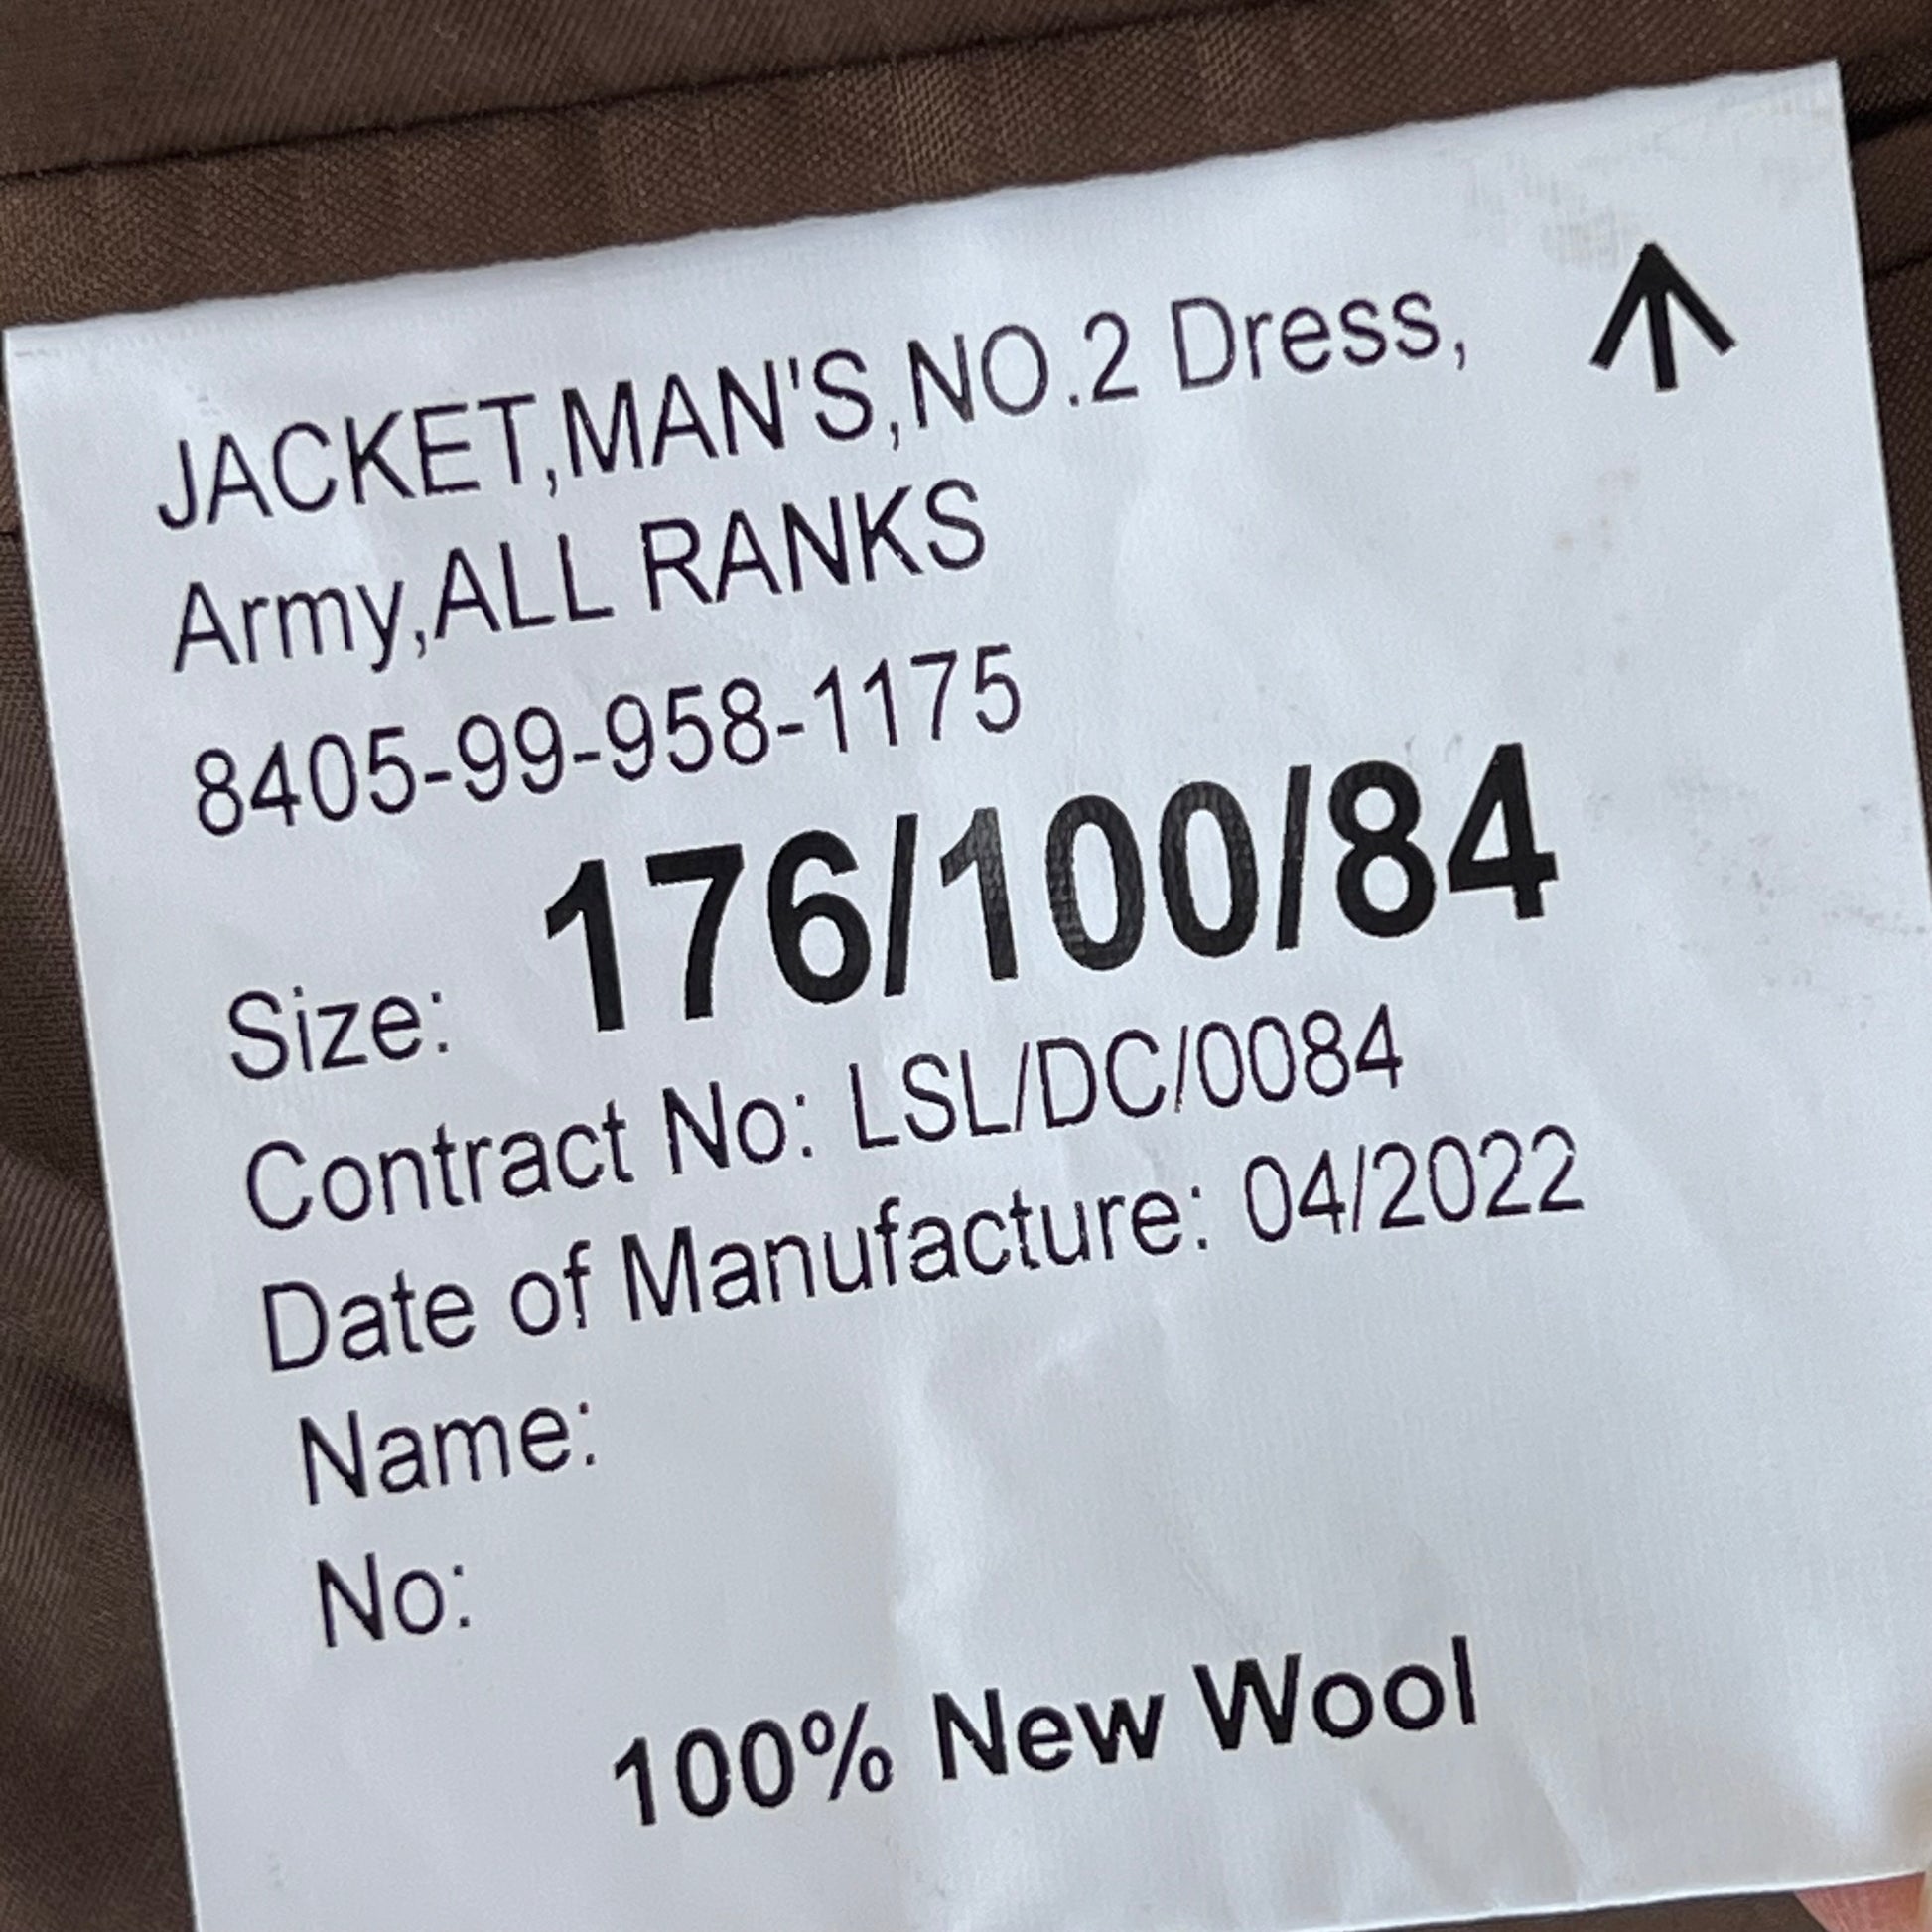 JACKET,MAN'S,NO.2 Dress,
Army,ALL RANKS
8405-99-958-1175
Size: 176/100/84
Contract No: LSL/DC/0084
Date of Manufacture: 04/2022
Name:
No:
100% New Wool